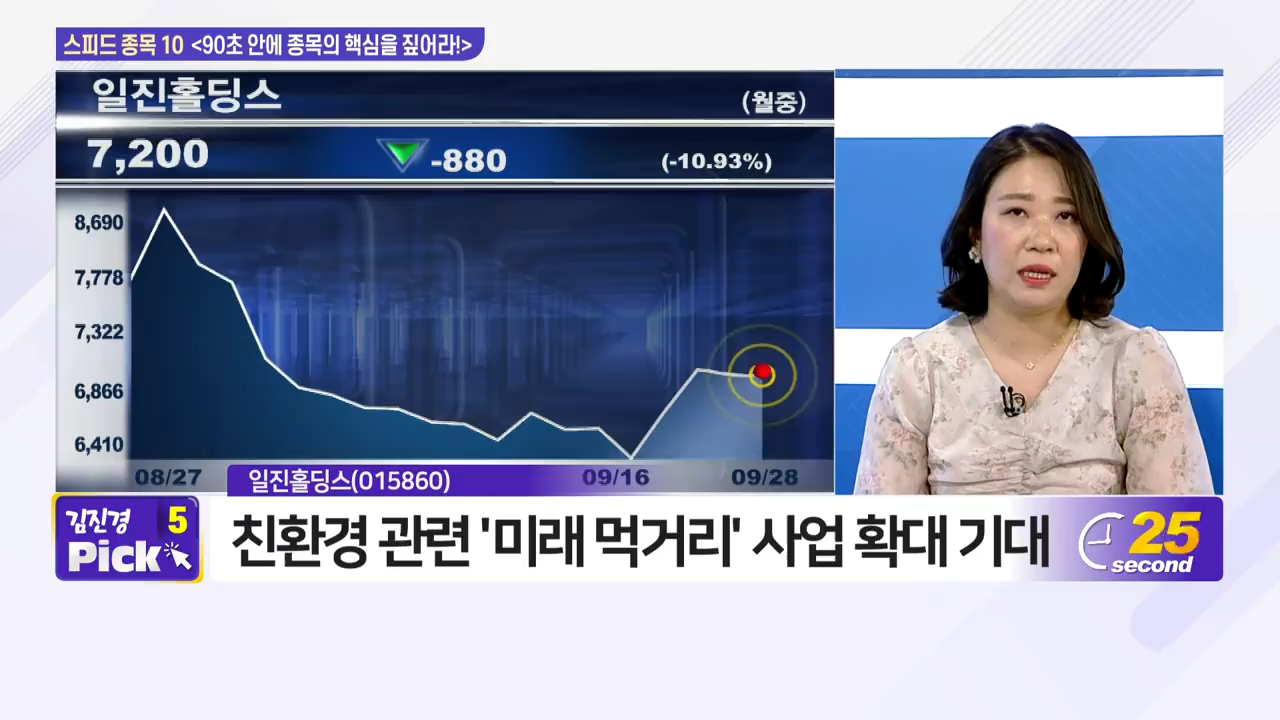 스피드 종목 10 <90초 안에 종목의 핵심을 짚어라!>
일진홀딩스 (월중)
7,200 -880 (-10.93%)
8,690
7,778
7,322
6,866
6,410
08/27 09/16 09/28
일진홀딩스(015860)
김진경 5
Pick
친환경 관련 '미래 먹거리' 사업 확대 기대
25
second